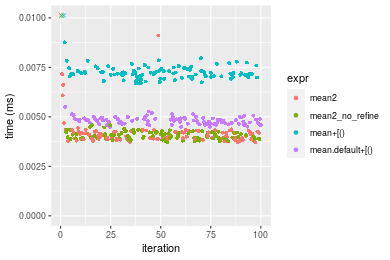 0.0100
0.0075
0.0050
0.0025
0.0000
time (ms)
0
25
50
75
100
iteration
expr
mean2
mean2_no_refine
mean+[()
mean.default+[()